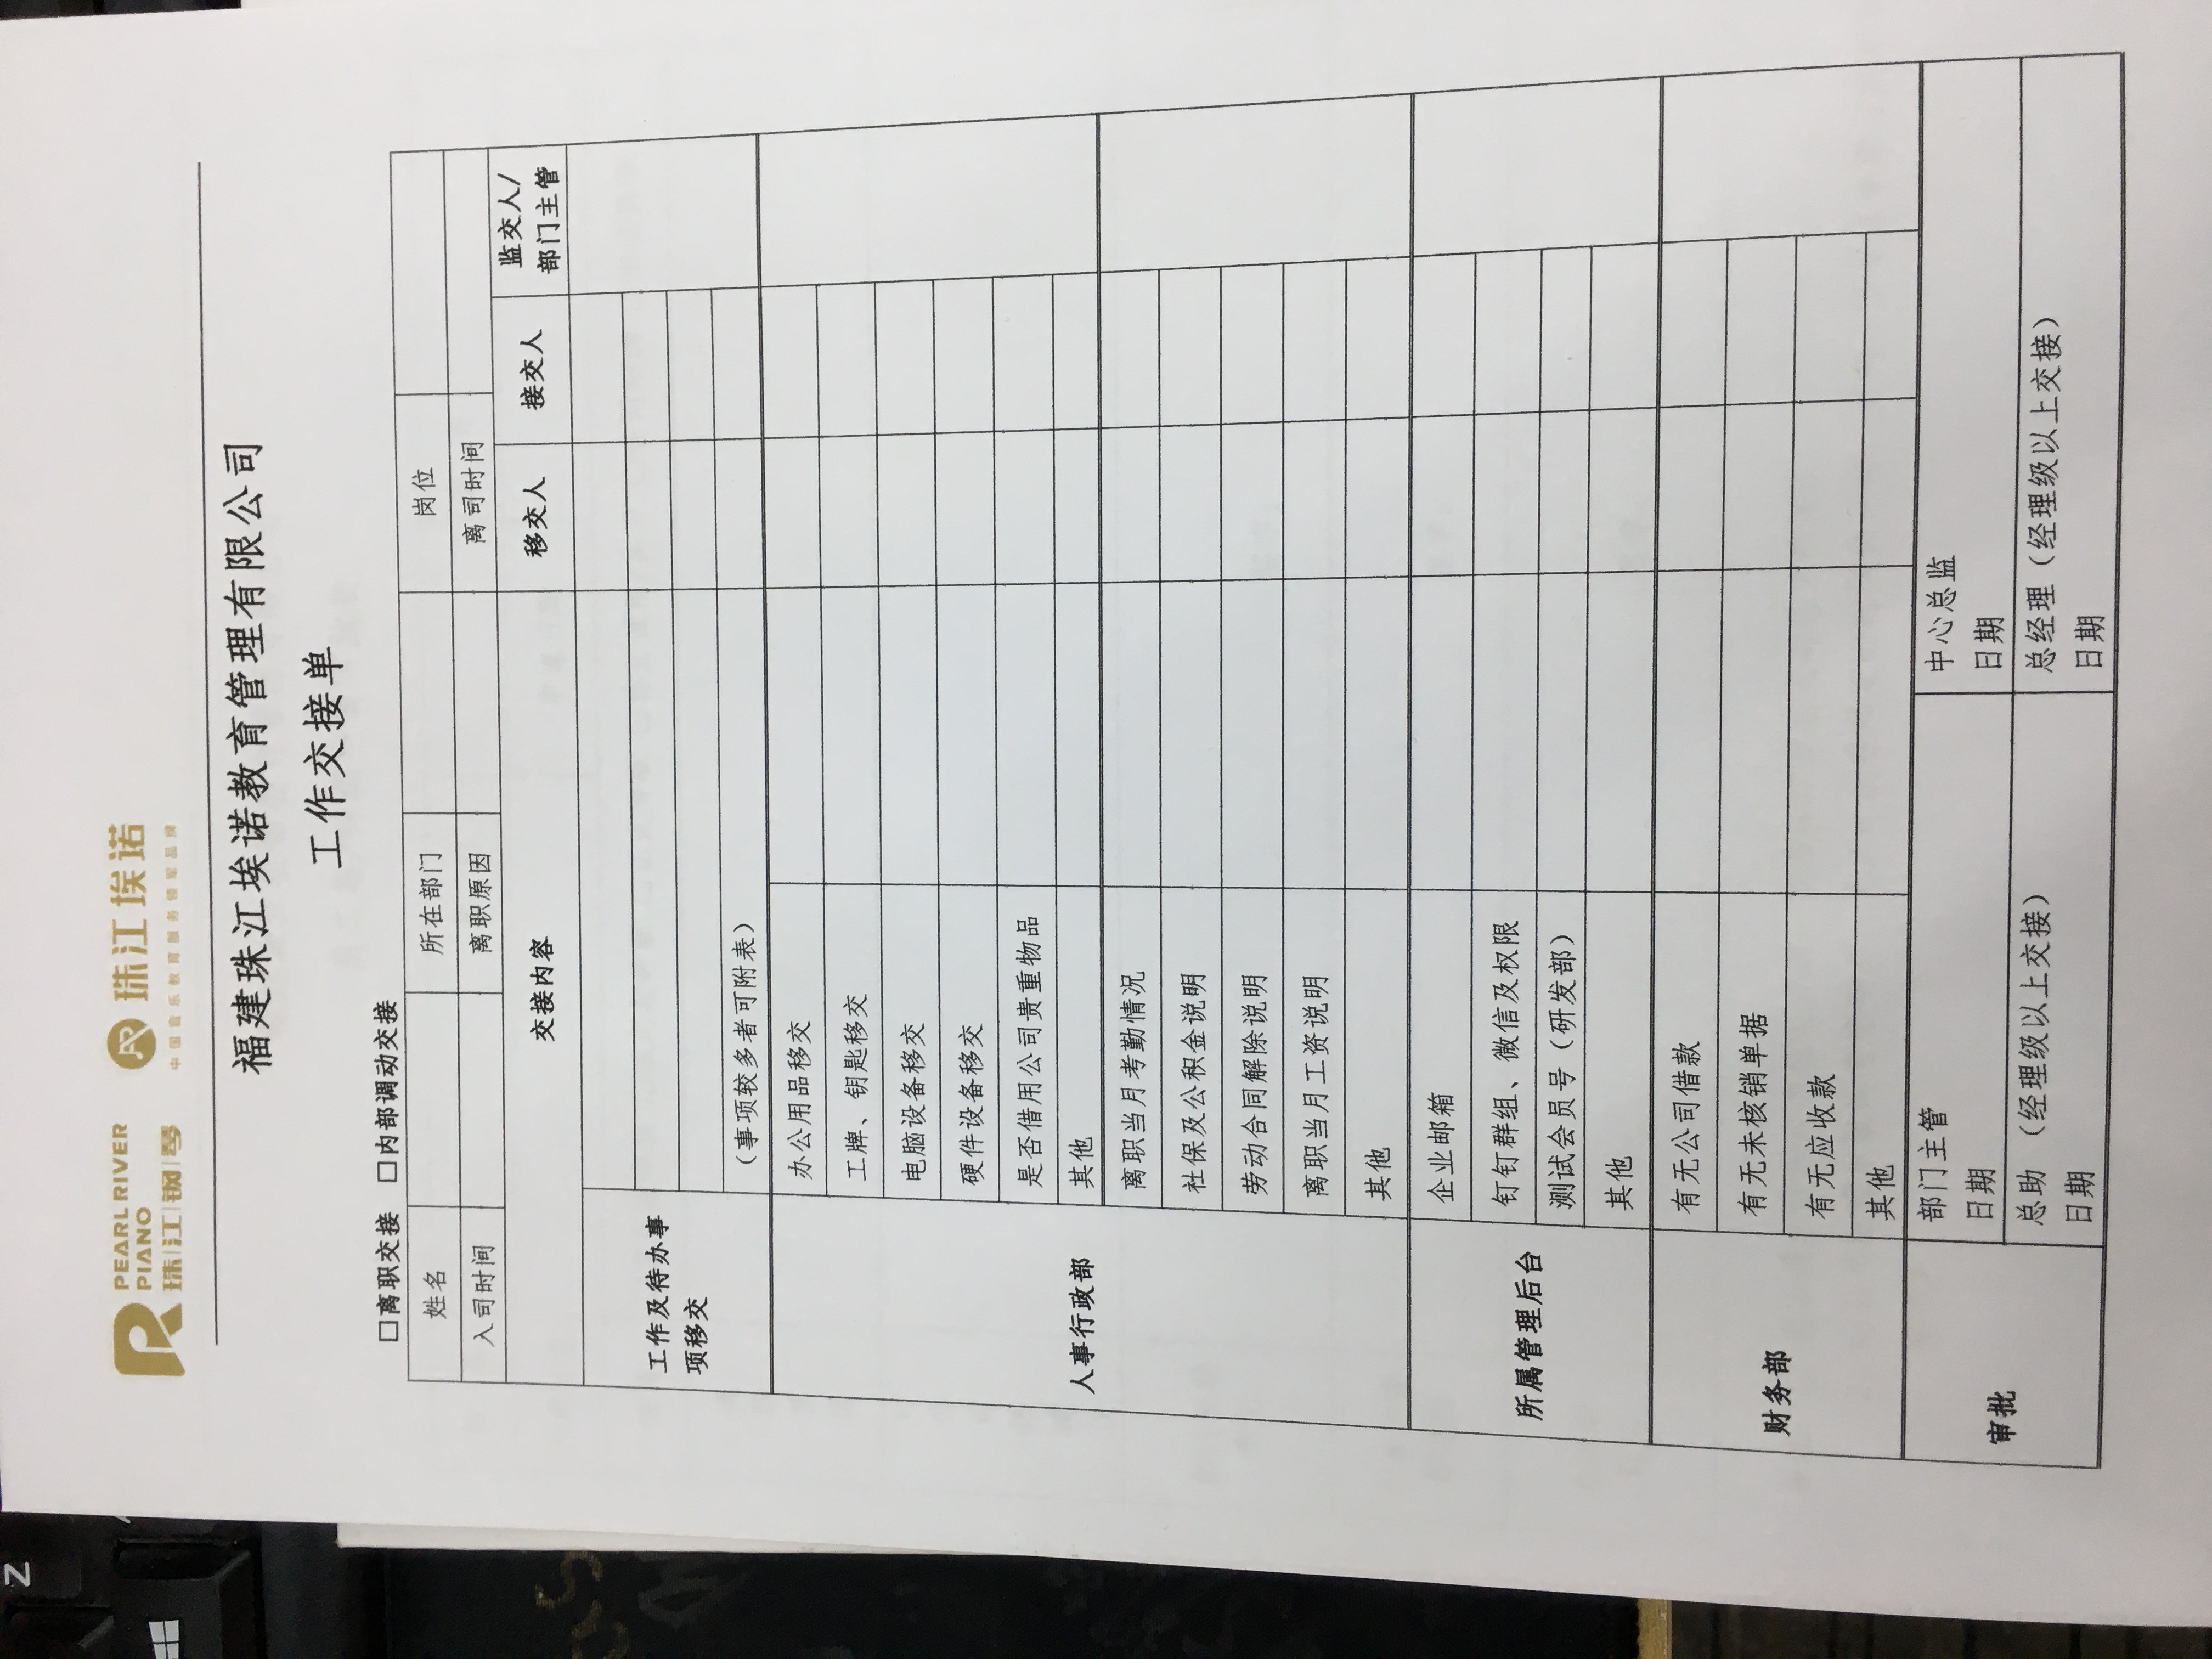 Z
PEARL RIVER
PIANO
珠江钢琴
珠江埃诺
中国音乐教育服务领军品牌
福建珠江埃诺教育管理有限公司
工作交接单
□离职交接 □内部调动交接
姓名 所在部门 岗位
入司时间 离职原因 离司时间
交接内容 移交人 接交人 监交人/
部门主管
工作及待办事
项移交
（事项较多者可附表）
人事行政部
办公用品移交
工牌、钥匙移交
电脑设备移交
硬件设备移交
是否借用公司贵重物品
其他
离职当月考勤情况
社保及公积金说明
劳动合同解除说明
离职当月工资说明
其他
所属管理后台
企业邮箱
钉钉群组、微信及权限
测试会员号（研发部）
其他
财务部
有无公司借款
有无未核销单据
有无应收款
其他
审批
部门主管
日期
中心总监
日期
总助 （经理级以上交接）
日期
总经理（经理级以上交接）
日期